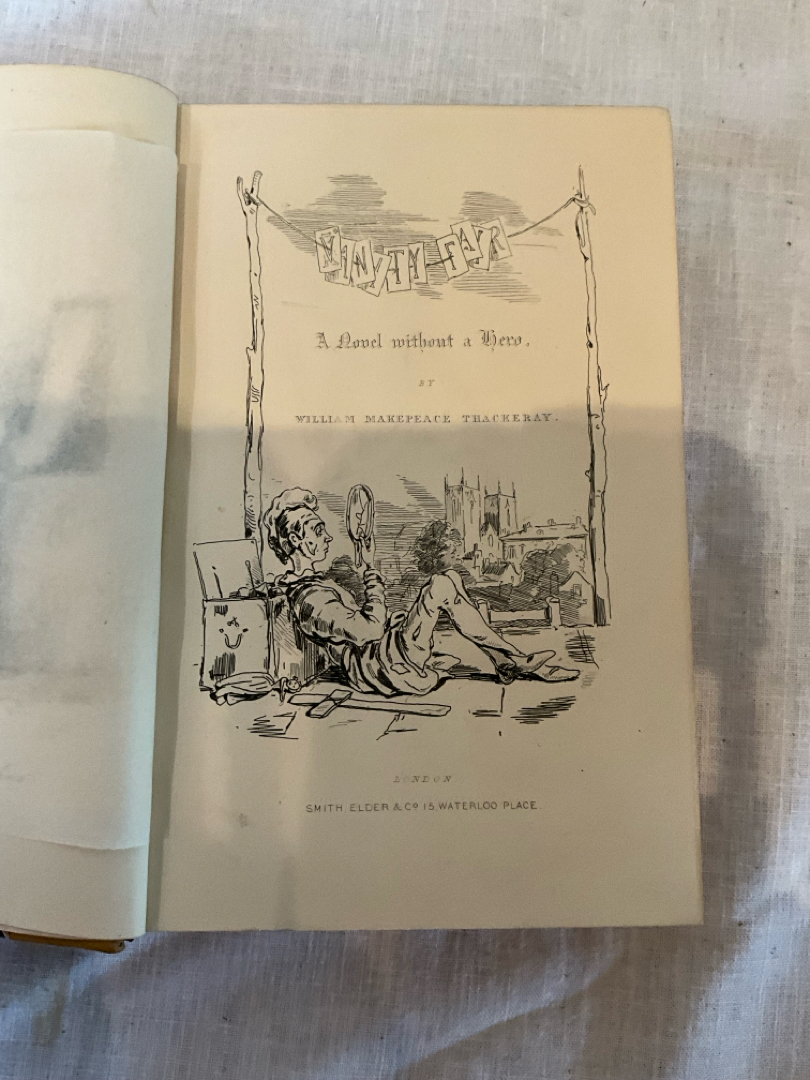 VANITY FAIR
A Novel without a Hero.
BY
WILLIAM MAKEPEACE THACKERAY.
LONDON
SMITH ELDER & Co 15, WATERLOO PLACE.